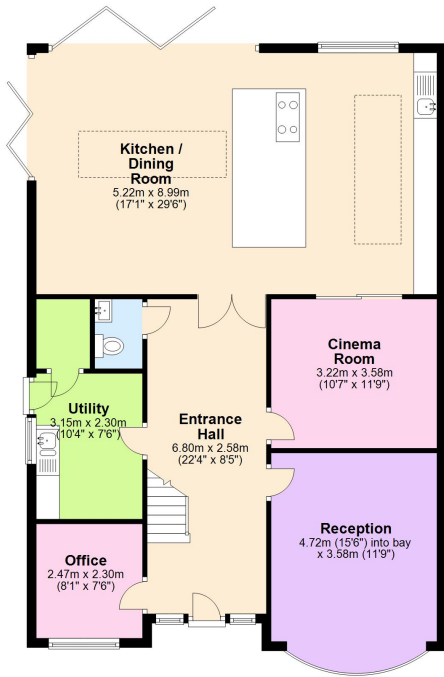 Kitchen /
Dining
Room
5.22m x 8.99m
(17'1" x 29'6")
Cinema
Room
3.22m x 3.58m
(10'7" x 11'9")
Utility
3.15m x 2.30m
(10'4" x 7'6")
Entrance
Hall
6.80m x 2.58m
(22'4" x 8'5")
Reception
4.72m (15'6") into bay
x 3.58m (11'9")
Office
2.47m x 2.30m
(8'1" x 7'6")